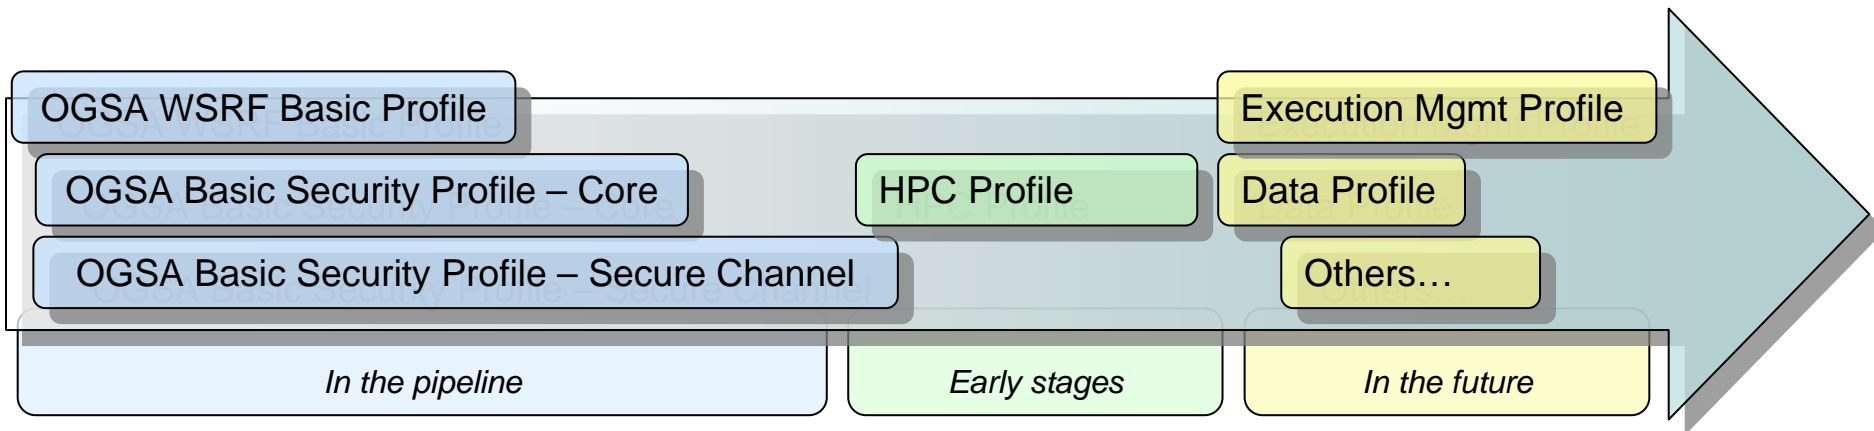 OGSA WSRF Basic Profile
Execution Mgmt Profile
OGSA Basic Security Profile – Core
HPC Profile
Data Profile
OGSA Basic Security Profile – Secure Channel
Others…
In the pipeline
Early stages
In the future